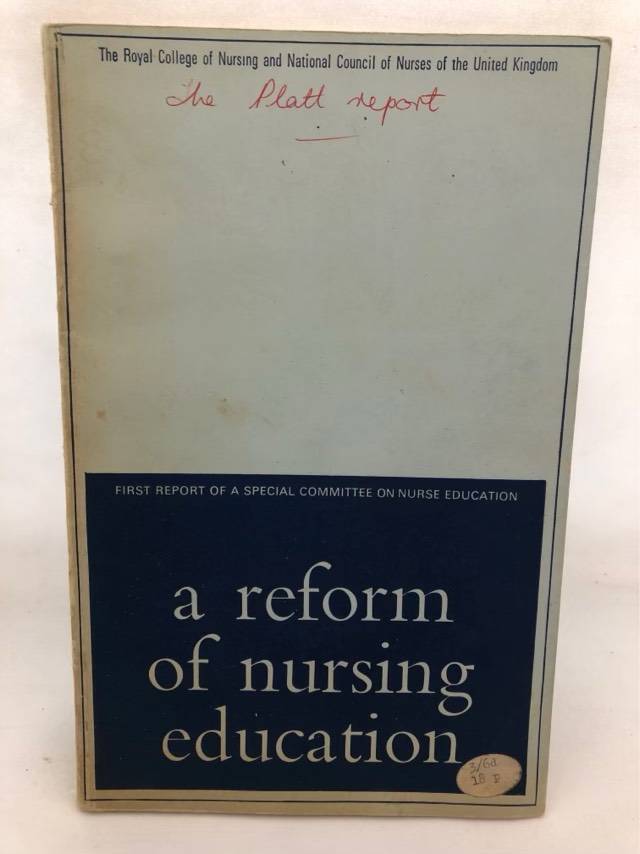 The Royal College of Nursing and National Council of Nurses of the United Kingdom
The Platt report
FIRST REPORT OF A SPECIAL COMMITTEE ON NURSE EDUCATION
a reform
of nursing
education
3/6d
18 P